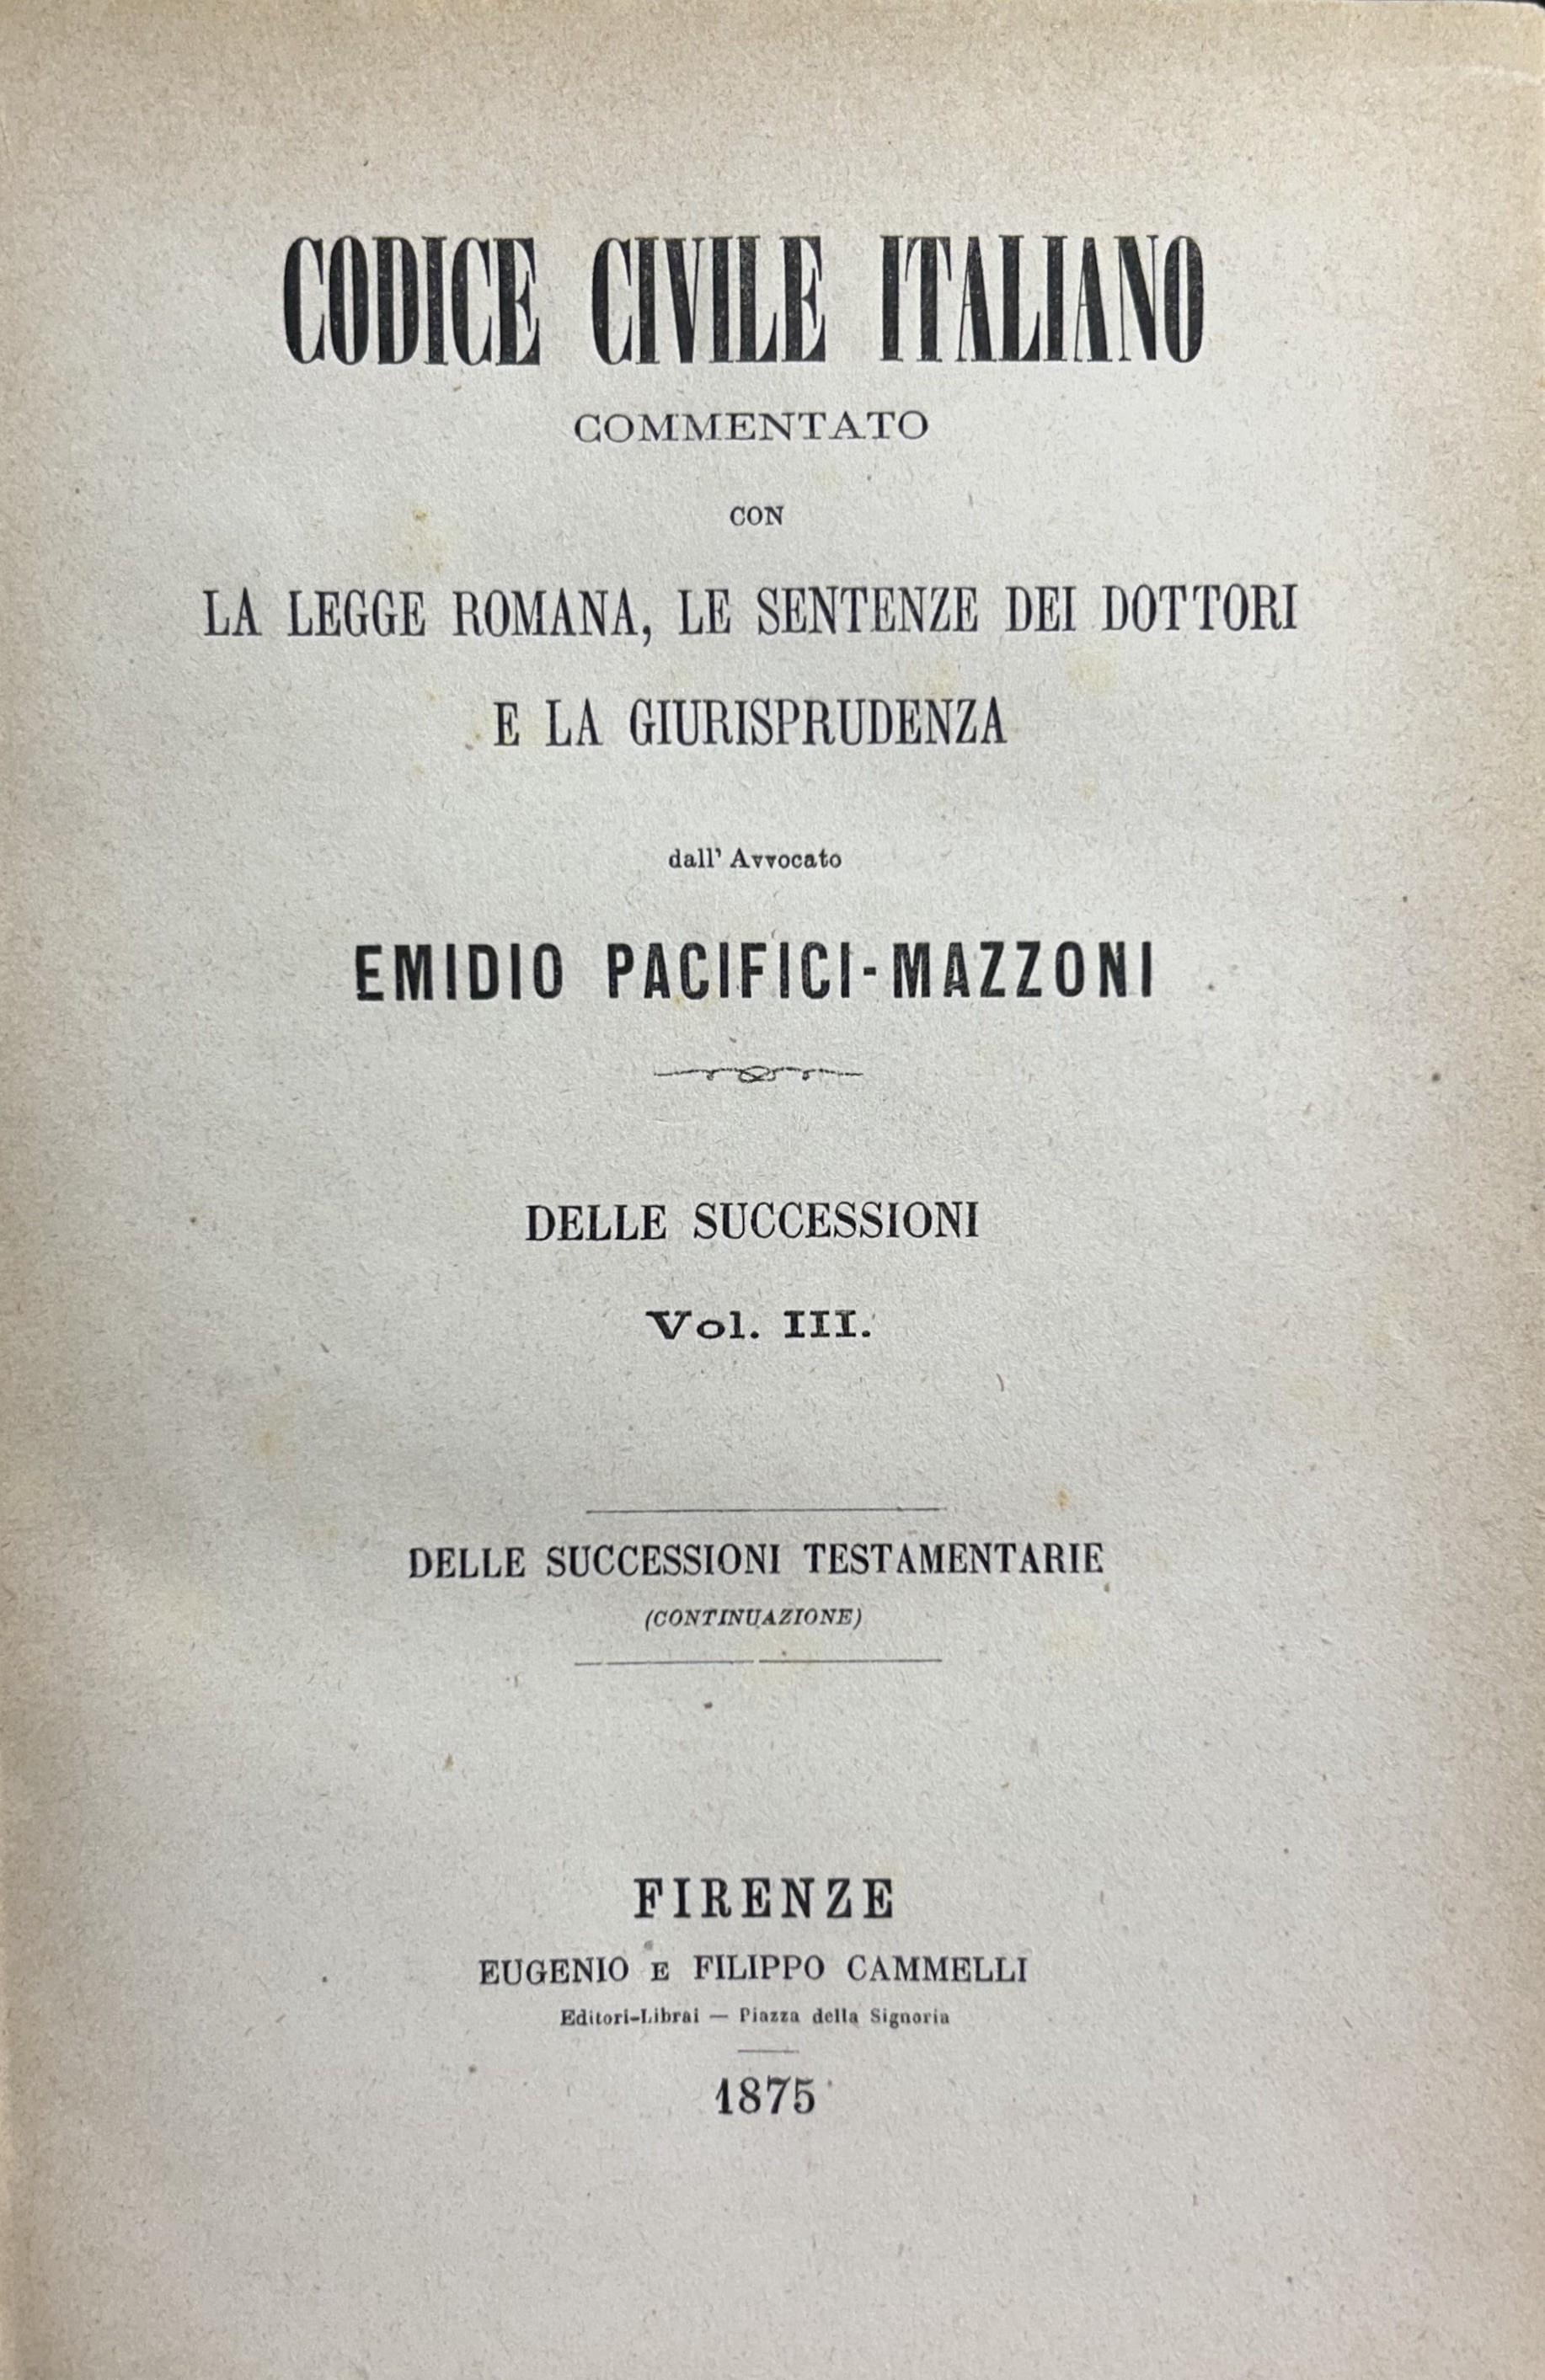 CODICE CIVILE ITALIANO
COMMENTATO
CON
LA LEGGE ROMANA, LE SENTENZE DEI DOTTORI
E LA GIURISPRUDENZA
dall' Avvocato
EMIDIO PACIFICI-MAZZONI
DELLE SUCCESSIONI
Vol. III.
DELLE SUCCESSIONI TESTAMENTARIE
(CONTINUAZIONE)
FIRENZE
EUGENIO E FILIPPO CAMMELLI
Editori-Librai — Piazza della Signoria
1875